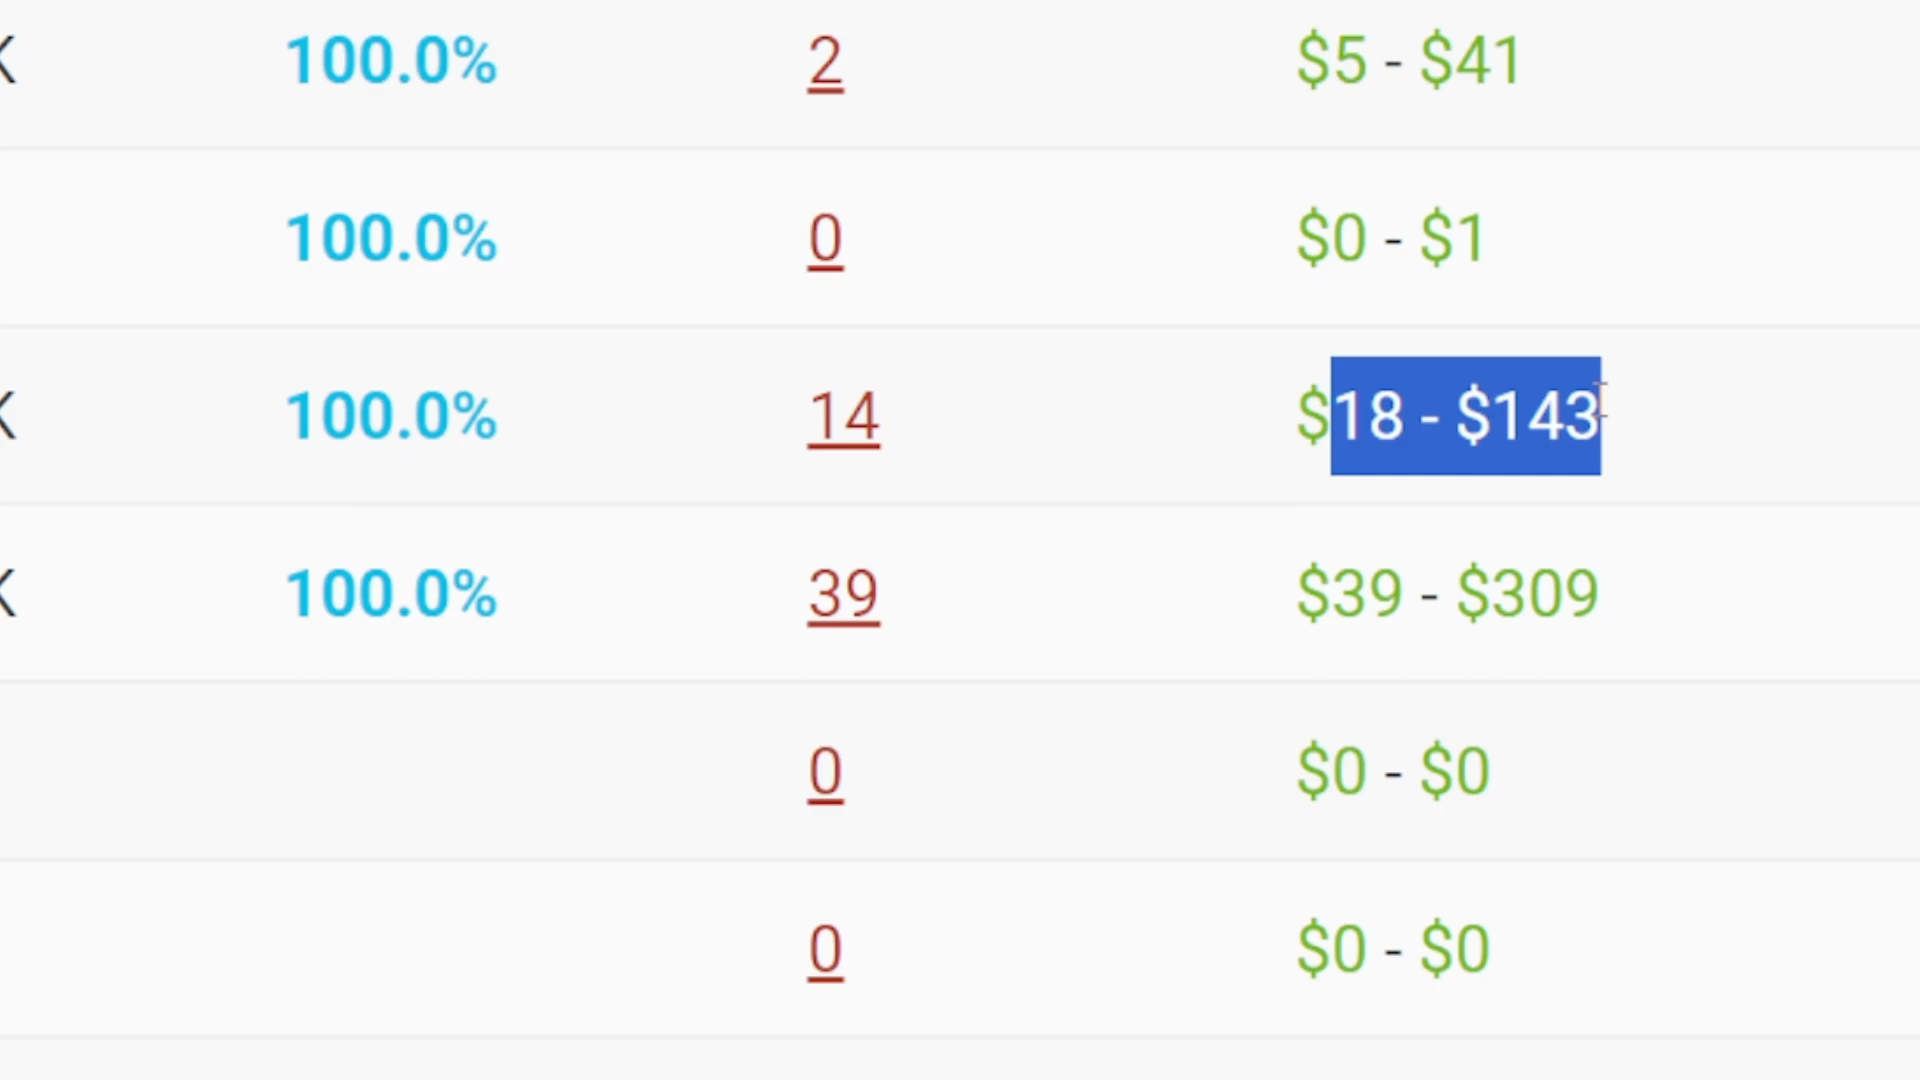 K 100.0% 2 $5 - $41
100.0% 0 $0 - $1
K 100.0% 14 $18 - $143
K 100.0% 39 $39 - $309
0 $0 - $0
0 $0 - $0